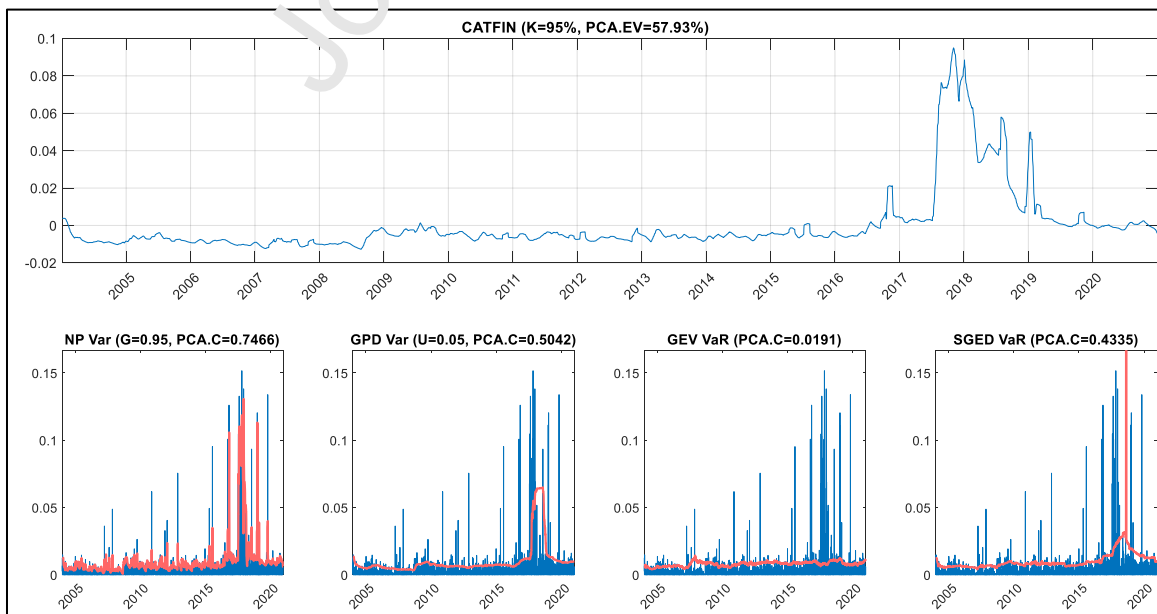 Jo
CATFIN (K=95%, PCA.EV=57.93%)
0.1
0.08
0.06
0.04
0.02
0
-0.02
2005 2006 2007 2008 2009 2010 2011 2012 2013 2014 2015 2016 2017 2018 2019 2020
NP Var (G=0.95, PCA.C=0.7466)
0.15
0.1
0.05
0
2005 2010 2015 2020
GPD Var (U=0.05, PCA.C=0.5042)
0.15
0.1
0.05
0
2005 2010 2015 2020
GEV VaR (PCA.C=0.0191)
0.15
0.1
0.05
0
2005 2010 2015 2020
SGED VaR (PCA.C=0.4335)
0.15
0.1
0.05
0
2005 2010 2015 2020